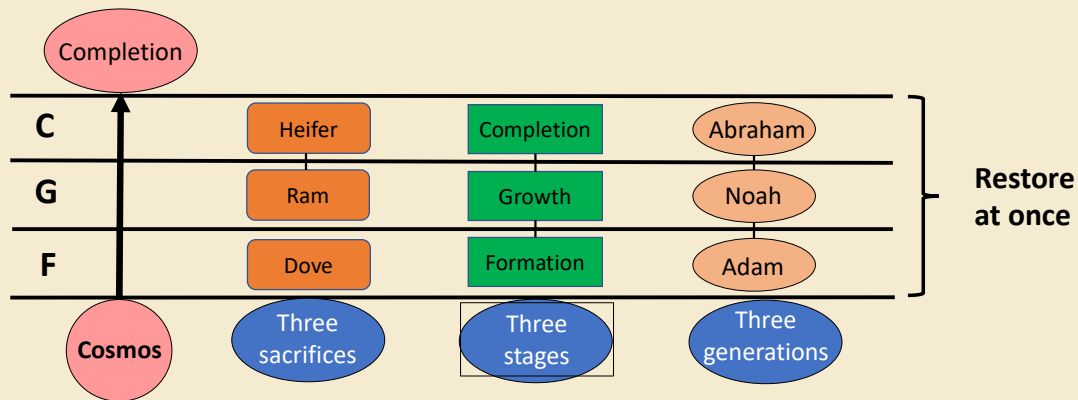 Completion
C
Heifer
Completion
Abraham
G
Ram
Growth
Noah
F
Dove
Formation
Adam
Restore
at once
Cosmos
Three
sacrifices
Three
stages
Three
generations